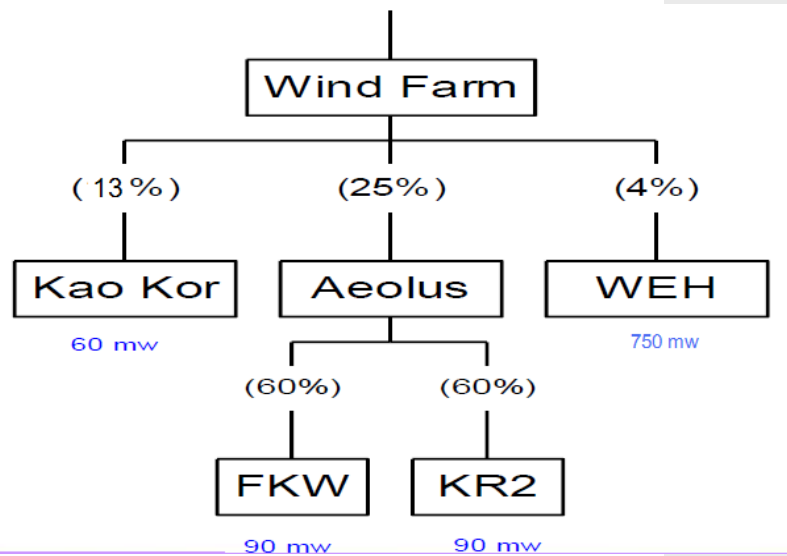 Wind Farm
( 13 % )
(25%)
(4%)
Kao Kor
Aeolus
WEH
60 mw
750 mw
(60%)
(60%)
FKW
KR2
90 mw
90 mw